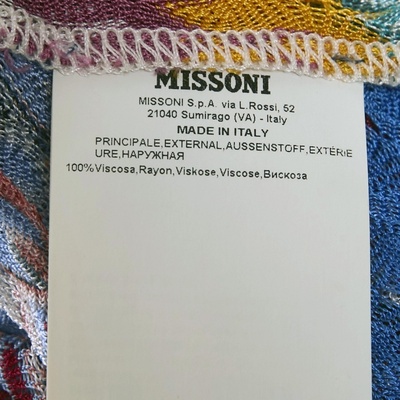 MISSONI
MISSONI S.p.A. via L.Rossi, 52
21040 Sumirago (VA) - Italy
MADE IN ITALY
PRINCIPALE,EXTERNAL,AUSSENSTOFF,EXTÉRIE
URE,НАРУЖНАЯ
100%Viscosa,Rayon,Viskose,Viscose,Вискоза